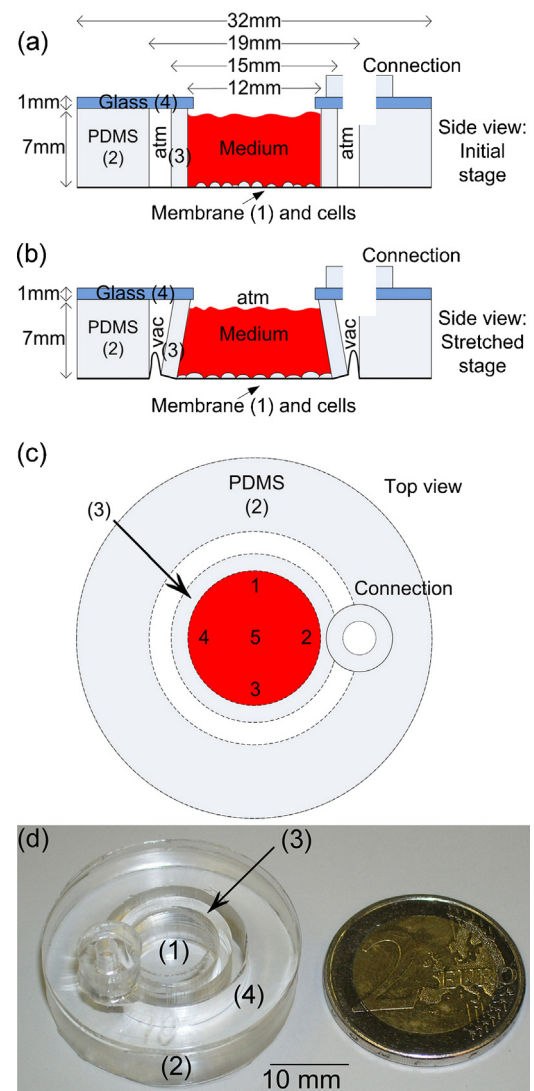 32mm
(a)
19mm
15mm
Connection
12mm
1mm
Glass (4)
7mm
PDMS
(2)
atm
(3)
Medium
atm
Side view:
Initial
stage
Membrane (1) and cells
(b)
Connection
1mm
Glass (4)
atm
7mm
PDMS
(2)
vac
(3)
Medium
vac
Side view:
Stretched
stage
Membrane (1) and cells
(c)
PDMS
(2)
Top view
(3)
1
Connection
4 5 2
3
(d)
(3)
(1)
(4)
(2)
10 mm
2 EURO